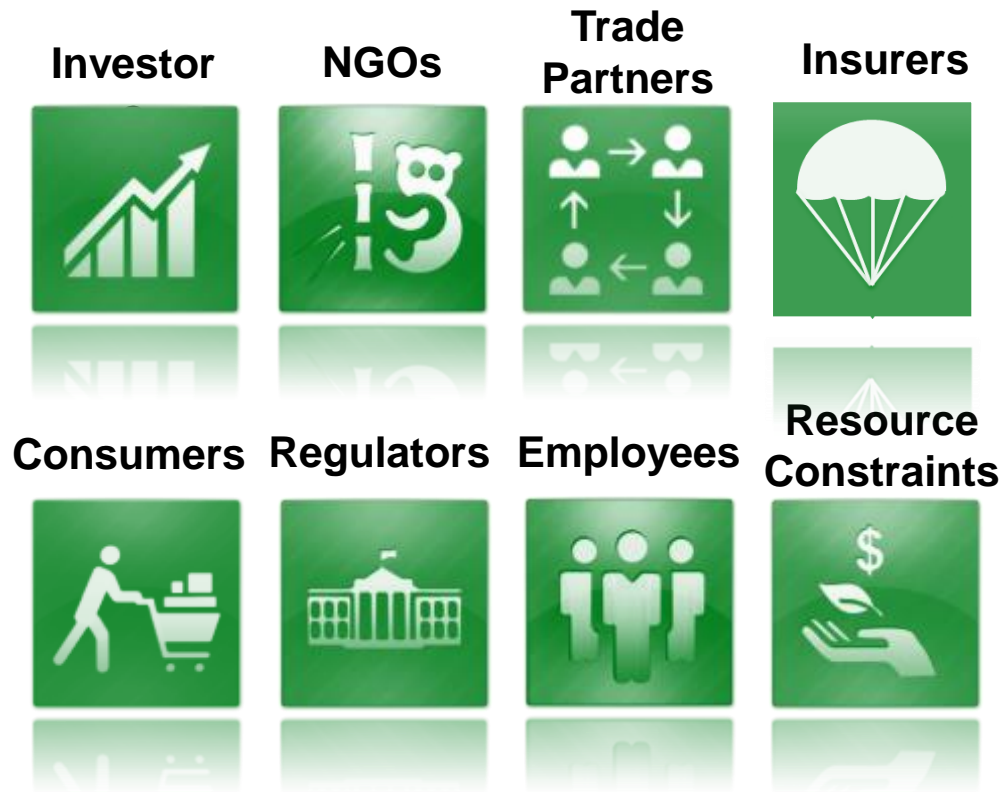 Investor
NGOs
Trade
Partners
Insurers
Consumers
Regulators
Employees
Resource
Constraints
$